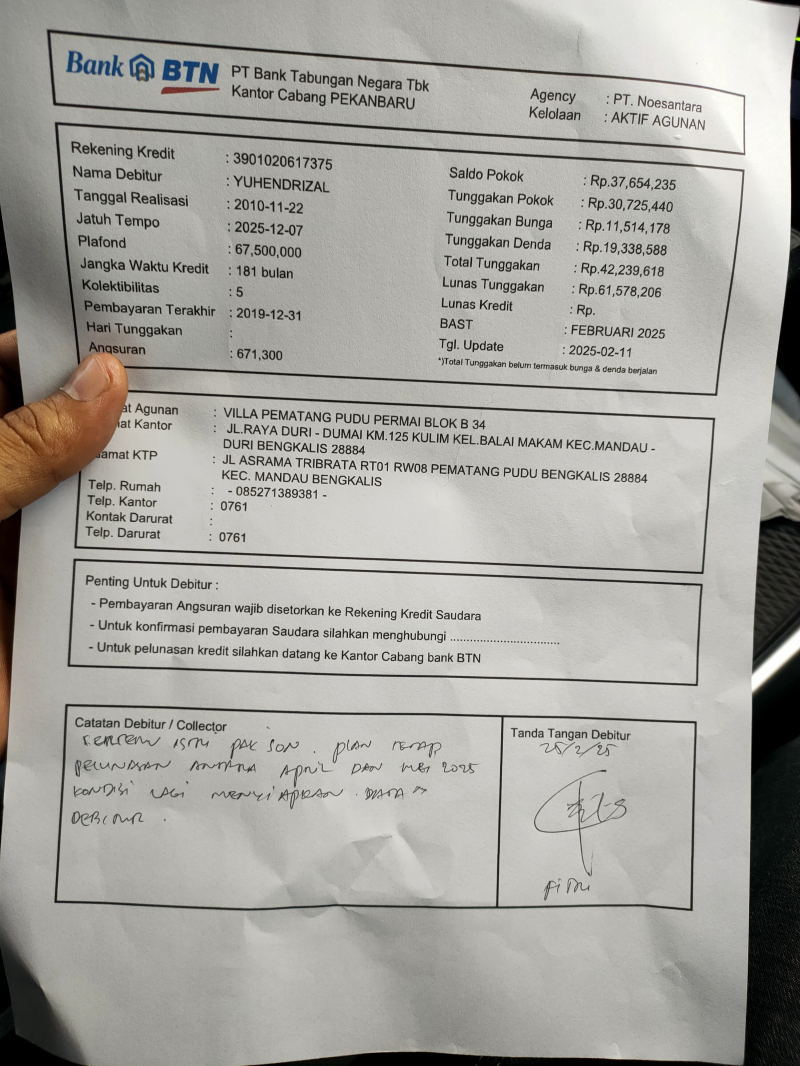 Bank BTN
PT Bank Tabungan Negara Tbk
Kantor Cabang PEKANBARU
Agency : PT. Noesantara
Kelolaan : AKTIF AGUNAN
Rekening Kredit : 3901020617375
Nama Debitur : YUHENDRIZAL
Tanggal Realisasi : 2010-11-22
Jatuh Tempo : 2025-12-07
Plafond : 67,500,000
Jangka Waktu Kredit : 181 bulan
Kolektibilitas : 5
Pembayaran Terakhir : 2019-12-31
Hari Tunggakan :
Angsuran : 671,300
Saldo Pokok : Rp.37,654,235
Tunggakan Pokok : Rp.30,725,440
Tunggakan Bunga : Rp.11,514,178
Tunggakan Denda : Rp.19,338,588
Total Tunggakan : Rp.42,239,618
Lunas Tunggakan : Rp.61,578,206
Lunas Kredit : Rp.
BAST : FEBRUARI 2025
Tgl. Update : 2025-02-11
*)Total Tunggakan belum termasuk bunga & denda berjalan
at Agunan : VILLA PEMATANG PUDU PERMAI BLOK B 34
mat Kantor : JL.RAYA DURI - DUMAI KM.125 KULIM KEL.BALAI MAKAM KEC.MANDAU -
DURI BENGKALIS 28884
amat KTP : JL ASRAMA TRIBRATA RT01 RW08 PEMATANG PUDU BENGKALIS 28884
KEC. MANDAU BENGKALIS
Telp. Rumah : - 085271389381 -
Telp. Kantor : 0761
Kontak Darurat :
Telp. Darurat : 0761
Penting Untuk Debitur :
- Pembayaran Angsuran wajib disetorkan ke Rekening Kredit Saudara
- Untuk konfirmasi pembayaran Saudara silahkan menghubungi .................................
- Untuk pelunasan kredit silahkan datang ke Kantor Cabang bank BTN
Catatan Debitur / Collector
PAK SON. PLAN TETAP
PELUNASAN ANTARA APRIL DAN MEI 2025
KONDISI LAGI MENYIAPKAN DATA"
DEBITUR.
Tanda Tangan Debitur
25/2/25
FITRI